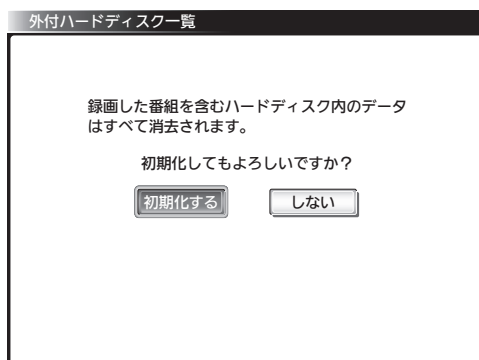 外付ハードディスク一覧
録画した番組を含むハードディスク内のデータ
はすべて消去されます。
初期化してもよろしいですか？
初期化する
しない